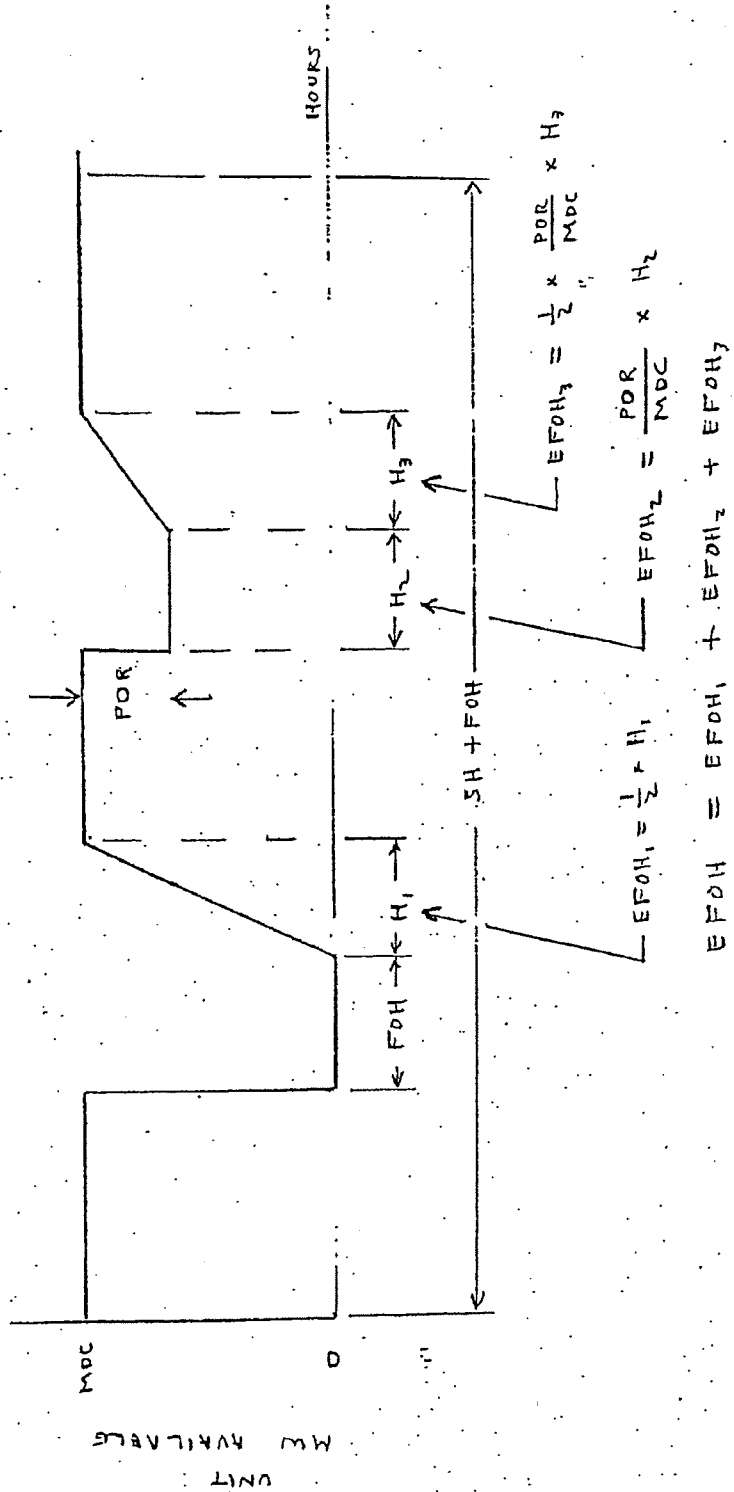 UNIT
MW AVAILABLE
MDC
0
HOURS
POR
FOH
H₁
H₂
H₃
SH + FOH
EFOH₁ = 1/2 × H₁
EFOH₂ = POR/MDC × H₂
EFOH₃ = 1/2 × POR/MDC × H₃
EFOH = EFOH₁ + EFOH₂ + EFOH₃